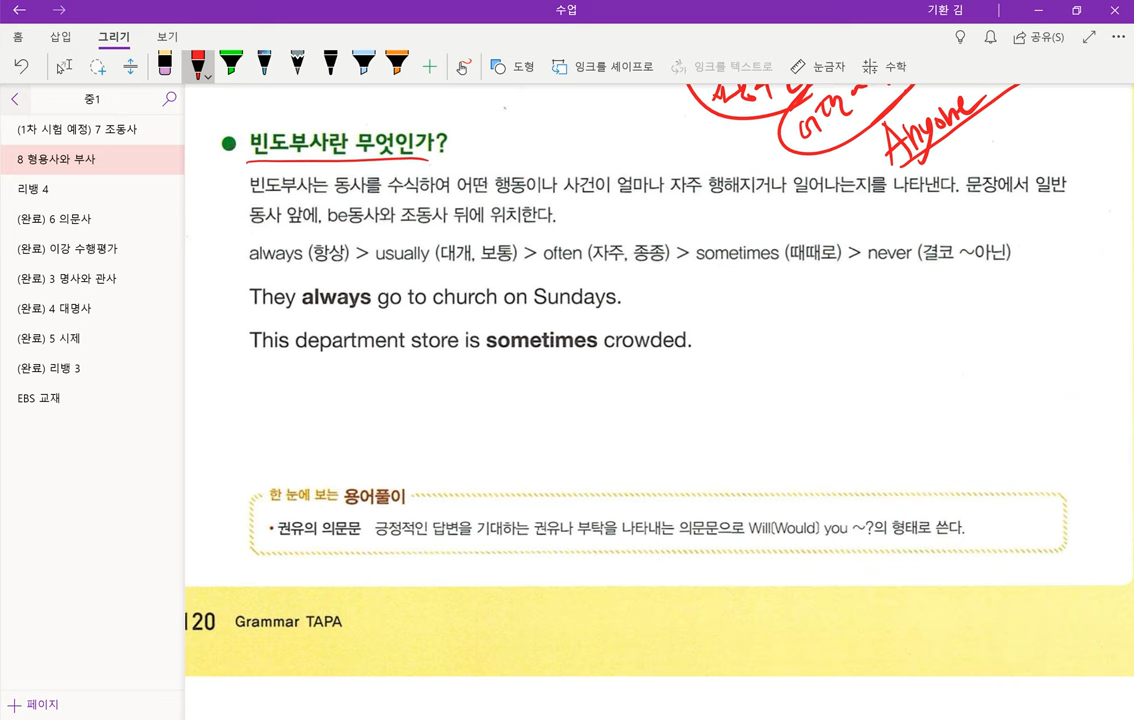 수업
기환 김
홈 삽입 그리기 보기
공유(S)
도형 잉크를 셰이프로 잉크를 텍스트로 눈금자 수학
중1
(1차 시험 예정) 7 조동사
8 형용사와 부사
리뱅 4
(완료) 6 의문사
(완료) 이강 수행평가
(완료) 3 명사와 관사
(완료) 4 대명사
(완료) 5 시제
(완료) 리뱅 3
EBS 교재
페이지
Anyone
● 빈도부사란 무엇인가?
빈도부사는 동사를 수식하여 어떤 행동이나 사건이 얼마나 자주 행해지거나 일어나는지를 나타낸다. 문장에서 일반
동사 앞에, be동사와 조동사 뒤에 위치한다.
always (항상) > usually (대개, 보통) > often (자주, 종종) > sometimes (때때로) > never (결코 ~아닌)
They always go to church on Sundays.
This department store is sometimes crowded.
한 눈에 보는 용어풀이
• 권유의 의문문 긍정적인 답변을 기대하는 권유나 부탁을 나타내는 의문문으로 Will(Would) you ~?의 형태로 쓴다.
120 Grammar TAPA